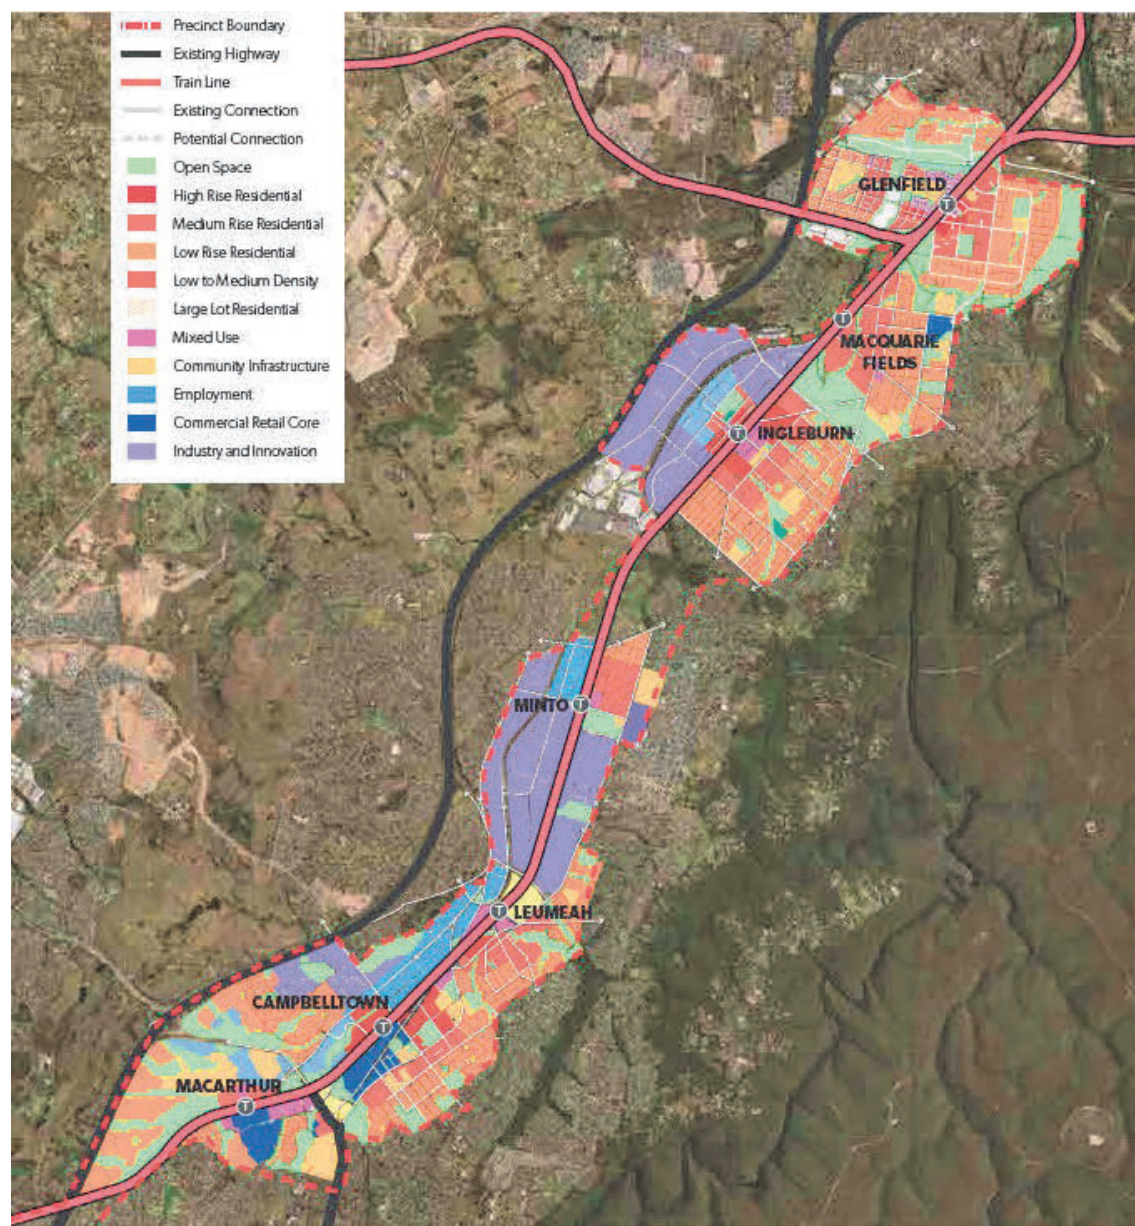 Precinct Boundary
Existing Highway
Train Line
Existing Connection
Potential Connection
Open Space
High Rise Residential
Medium Rise Residential
Low Rise Residential
Low to Medium Density
Large Lot Residential
Mixed Use
Community Infrastructure
Employment
Commercial Retail Core
Industry and Innovation
GLENFIELD
T
T
MACQUARIE
FIELDS
T
INGLEBURN
MINTO
T
T
LEUMEAH
CAMPBELLTOWN
T
MACARTHUR
T